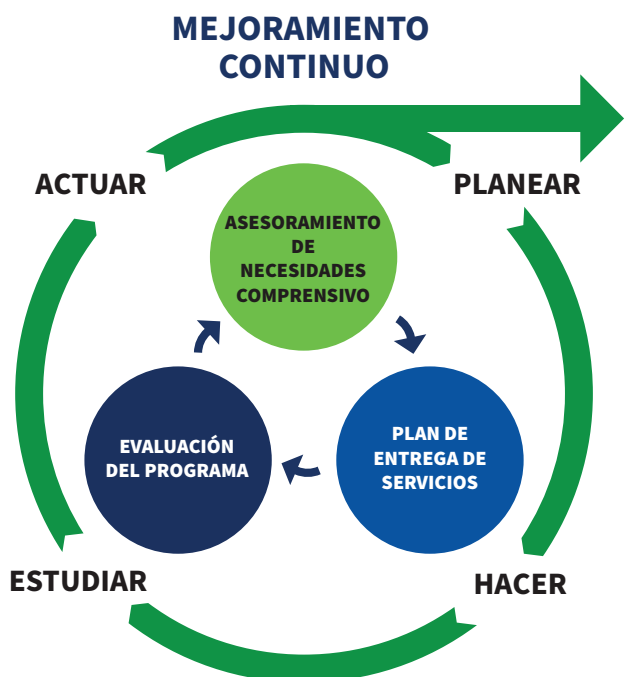 MEJORAMIENTO
CONTINUO
ACTUAR
PLANEAR
ASESORAMIENTO
DE
NECESIDADES
COMPRENSIVO
EVALUACIÓN
DEL PROGRAMA
PLAN DE
ENTREGA DE
SERVICIOS
ESTUDIAR
HACER